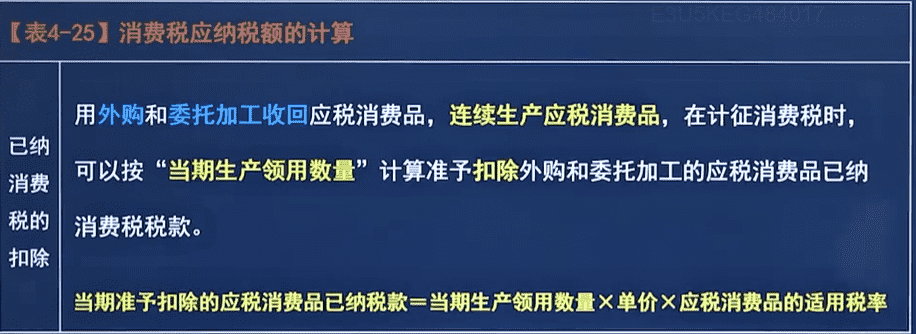 E3USKEG484017
【表4-25】消费税应纳税额的计算
已纳
消费
税的
扣除
用外购和委托加工收回应税消费品，连续生产应税消费品，在计征消费税时，
可以按“当期生产领用数量”计算准予扣除外购和委托加工的应税消费品已纳
消费税税款。
当期准予扣除的应税消费品已纳税款＝当期生产领用数量×单价×应税消费品的适用税率